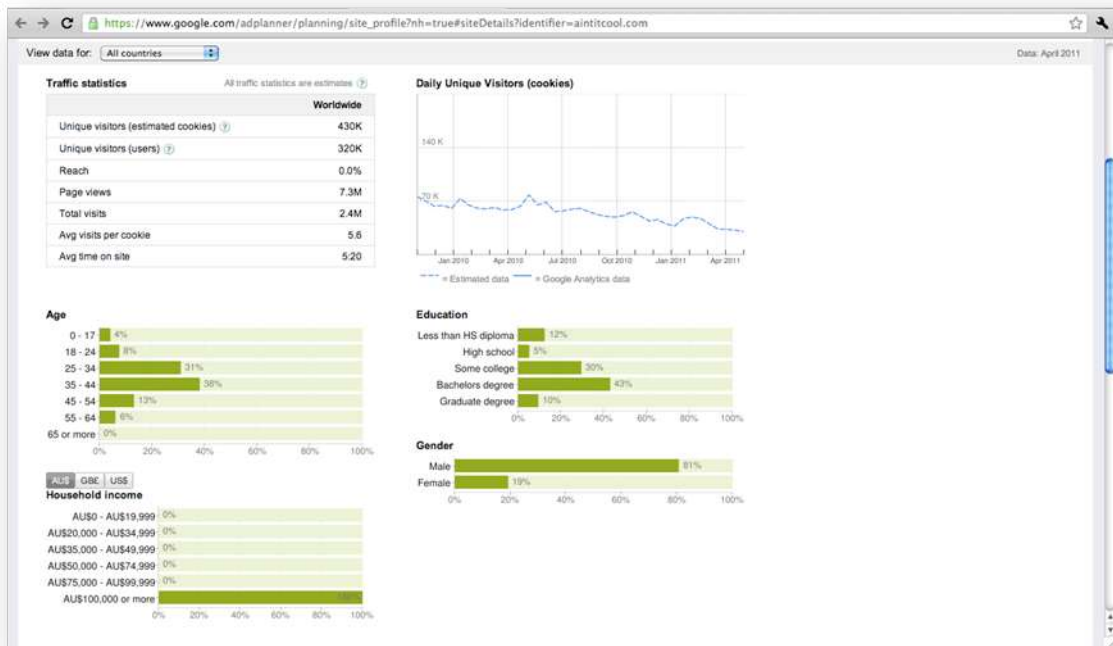 https://www.google.com/adplanner/planning/site_profile?nh=true#siteDetails?identifier=aintitcool.com
View data for: All countries
Data: April 2011
Traffic statistics
All traffic statistics are estimates ?
Worldwide
Unique visitors (estimated cookies) ? 430K
Unique visitors (users) ? 320K
Reach 0.0%
Page views 7.3M
Total visits 2.4M
Avg visits per cookie 5.6
Avg time on site 5:20
Daily Unique Visitors (cookies)
140 K
70 K
Jan 2010 Apr 2010 Jul 2010 Oct 2010 Jan 2011 Apr 2011
= Estimated data = Google Analytics data
Age
0 - 17 4%
18 - 24 8%
25 - 34 31%
35 - 44 38%
45 - 54 13%
55 - 64 6%
65 or more 0%
0% 20% 40% 60% 80% 100%
Education
Less than HS diploma 12%
High school 5%
Some college 30%
Bachelors degree 43%
Graduate degree 10%
0% 20% 40% 60% 80% 100%
Gender
Male 81%
Female 19%
0% 20% 40% 60% 80% 100%
AU$ GB£ US$
Household income
AU$0 - AU$19,999 0%
AU$20,000 - AU$34,999 0%
AU$35,000 - AU$49,999 0%
AU$50,000 - AU$74,999 0%
AU$75,000 - AU$99,999 0%
AU$100,000 or more 100%
0% 20% 40% 60% 80% 100%